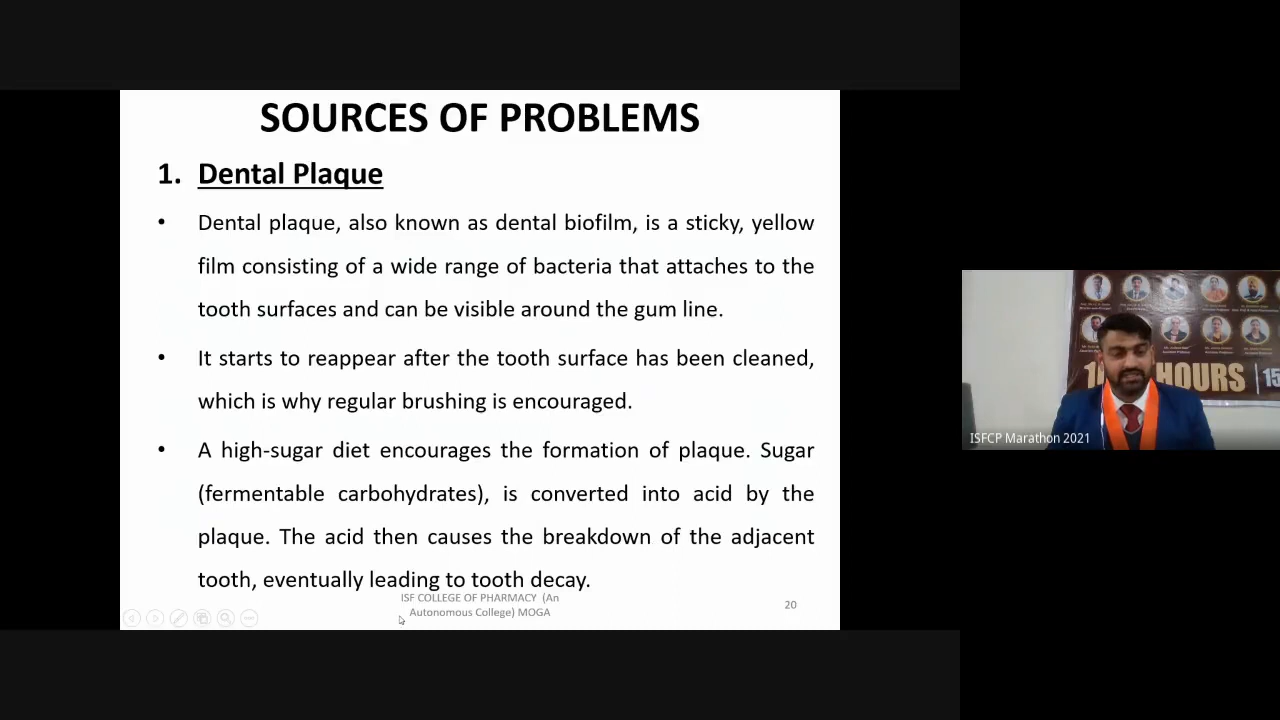 SOURCES OF PROBLEMS
1. Dental Plaque
• Dental plaque, also known as dental biofilm, is a sticky, yellow
film consisting of a wide range of bacteria that attaches to the
tooth surfaces and can be visible around the gum line.
• It starts to reappear after the tooth surface has been cleaned,
which is why regular brushing is encouraged.
• A high-sugar diet encourages the formation of plaque. Sugar
(fermentable carbohydrates), is converted into acid by the
plaque. The acid then causes the breakdown of the adjacent
tooth, eventually leading to tooth decay.
ISF COLLEGE OF PHARMACY (An
Autonomous College) MOGA
20
HOURS
15
ISFCP Marathon 2021